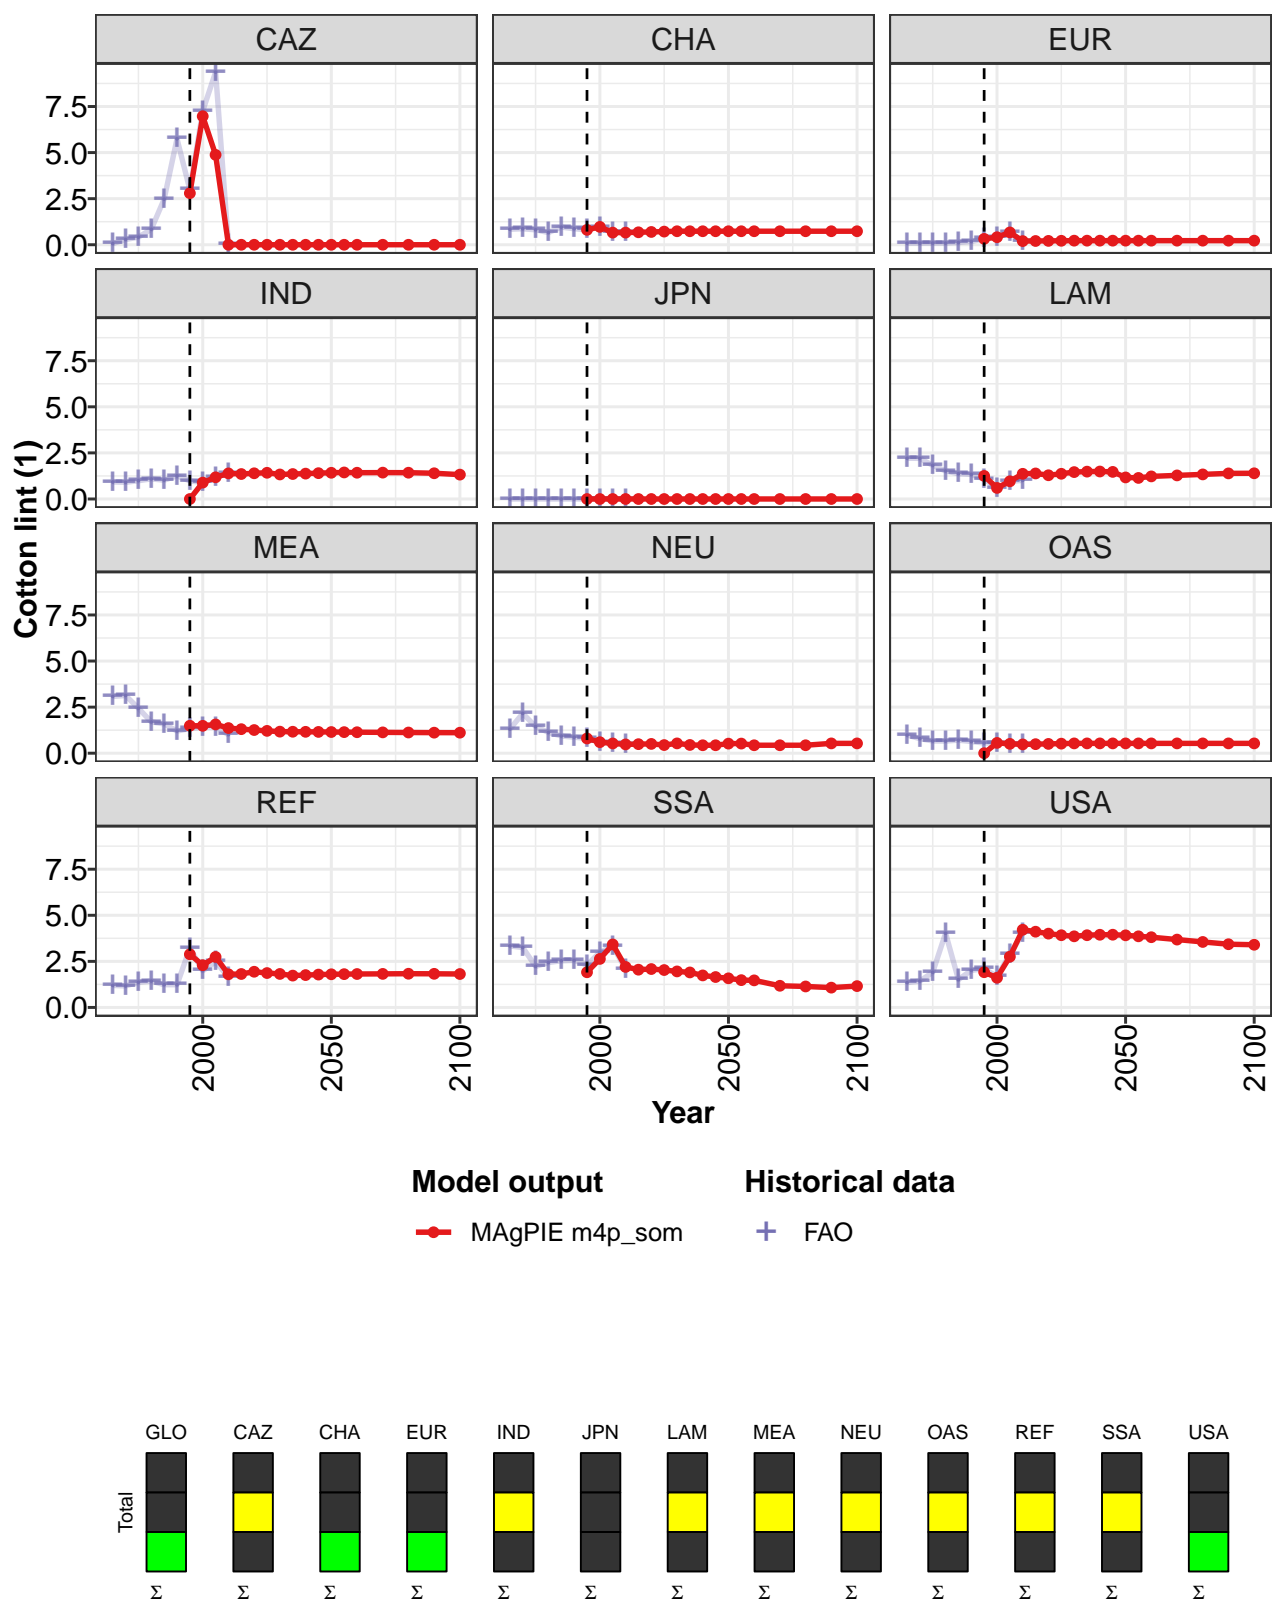 CAZ CHA EUR
7.5
5.0
2.5
0.0
IND JPN LAM
7.5
5.0
2.5
0.0
MEA NEU OAS
7.5
5.0
2.5
0.0
REF SSA USA
7.5
5.0
2.5
0.0
Cotton lint (1)
2000 2050 2100 2000 2050 2100 2000 2050 2100
Year
Model output Historical data
MAgPIE m4p_som FAO
GLO CAZ CHA EUR IND JPN LAM MEA NEU OAS REF SSA USA
Total
Σ Σ Σ Σ Σ Σ Σ Σ Σ Σ Σ Σ Σ